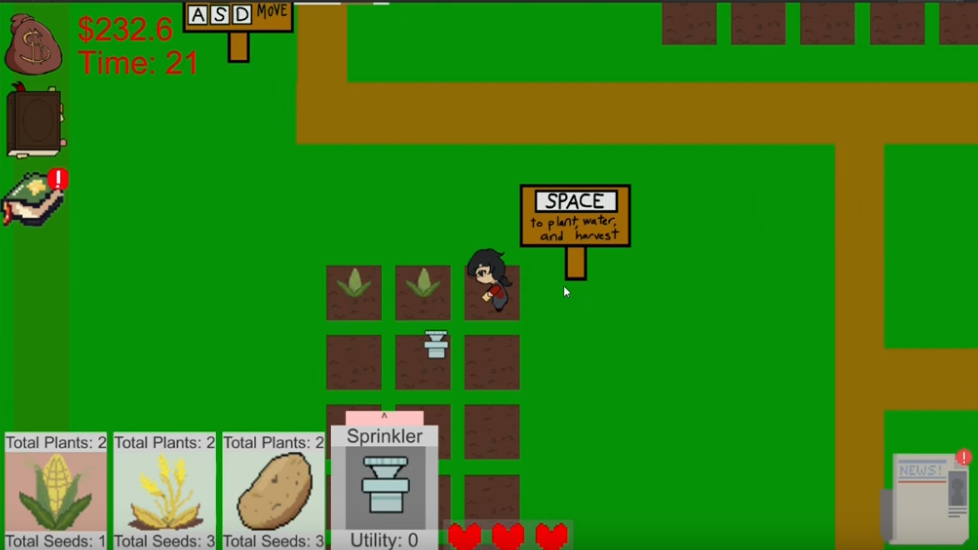 A S D MOVE
$232.6
Time: 21
!
SPACE
to plant, water,
and harvest
^
Total Plants: 2
Total Seeds: 1
Total Plants: 2
Total Seeds: 3
Total Plants: 2
Total Seeds: 3
Sprinkler
Utility: 0
!
NEWS!